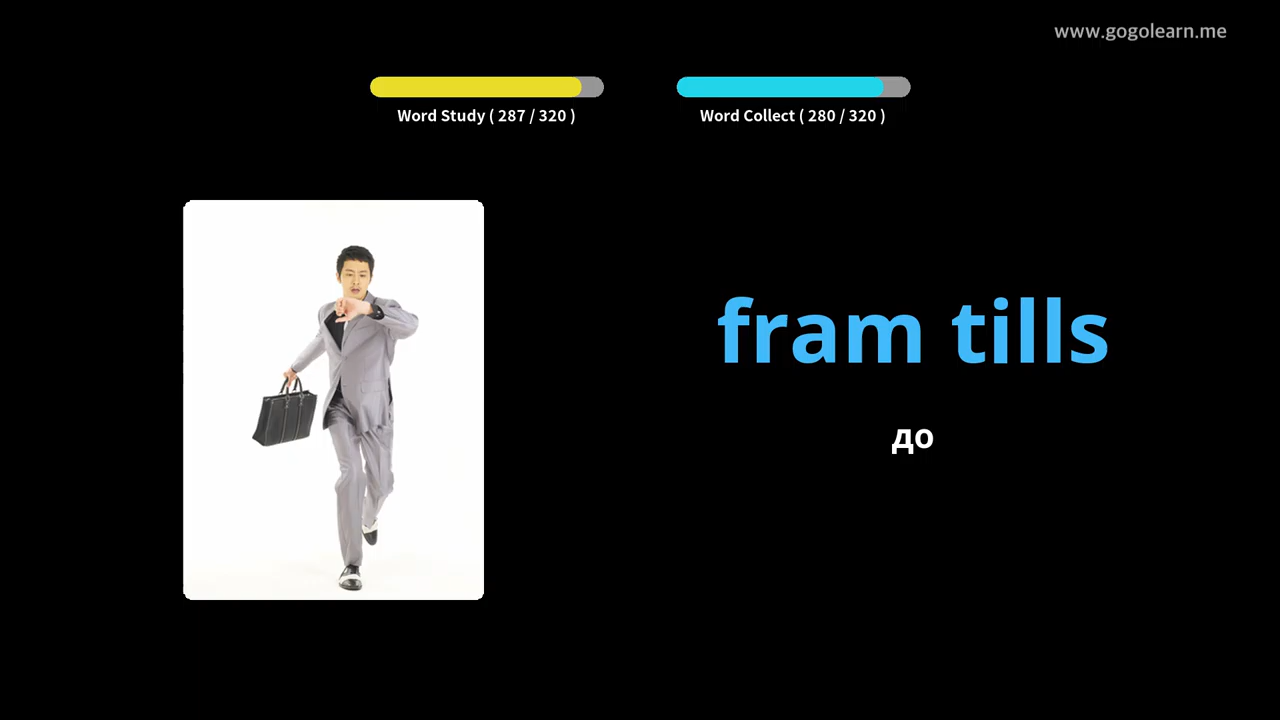 www.gogolearn.me
Word Study ( 287 / 320 )
Word Collect ( 280 / 320 )
fram tills
до